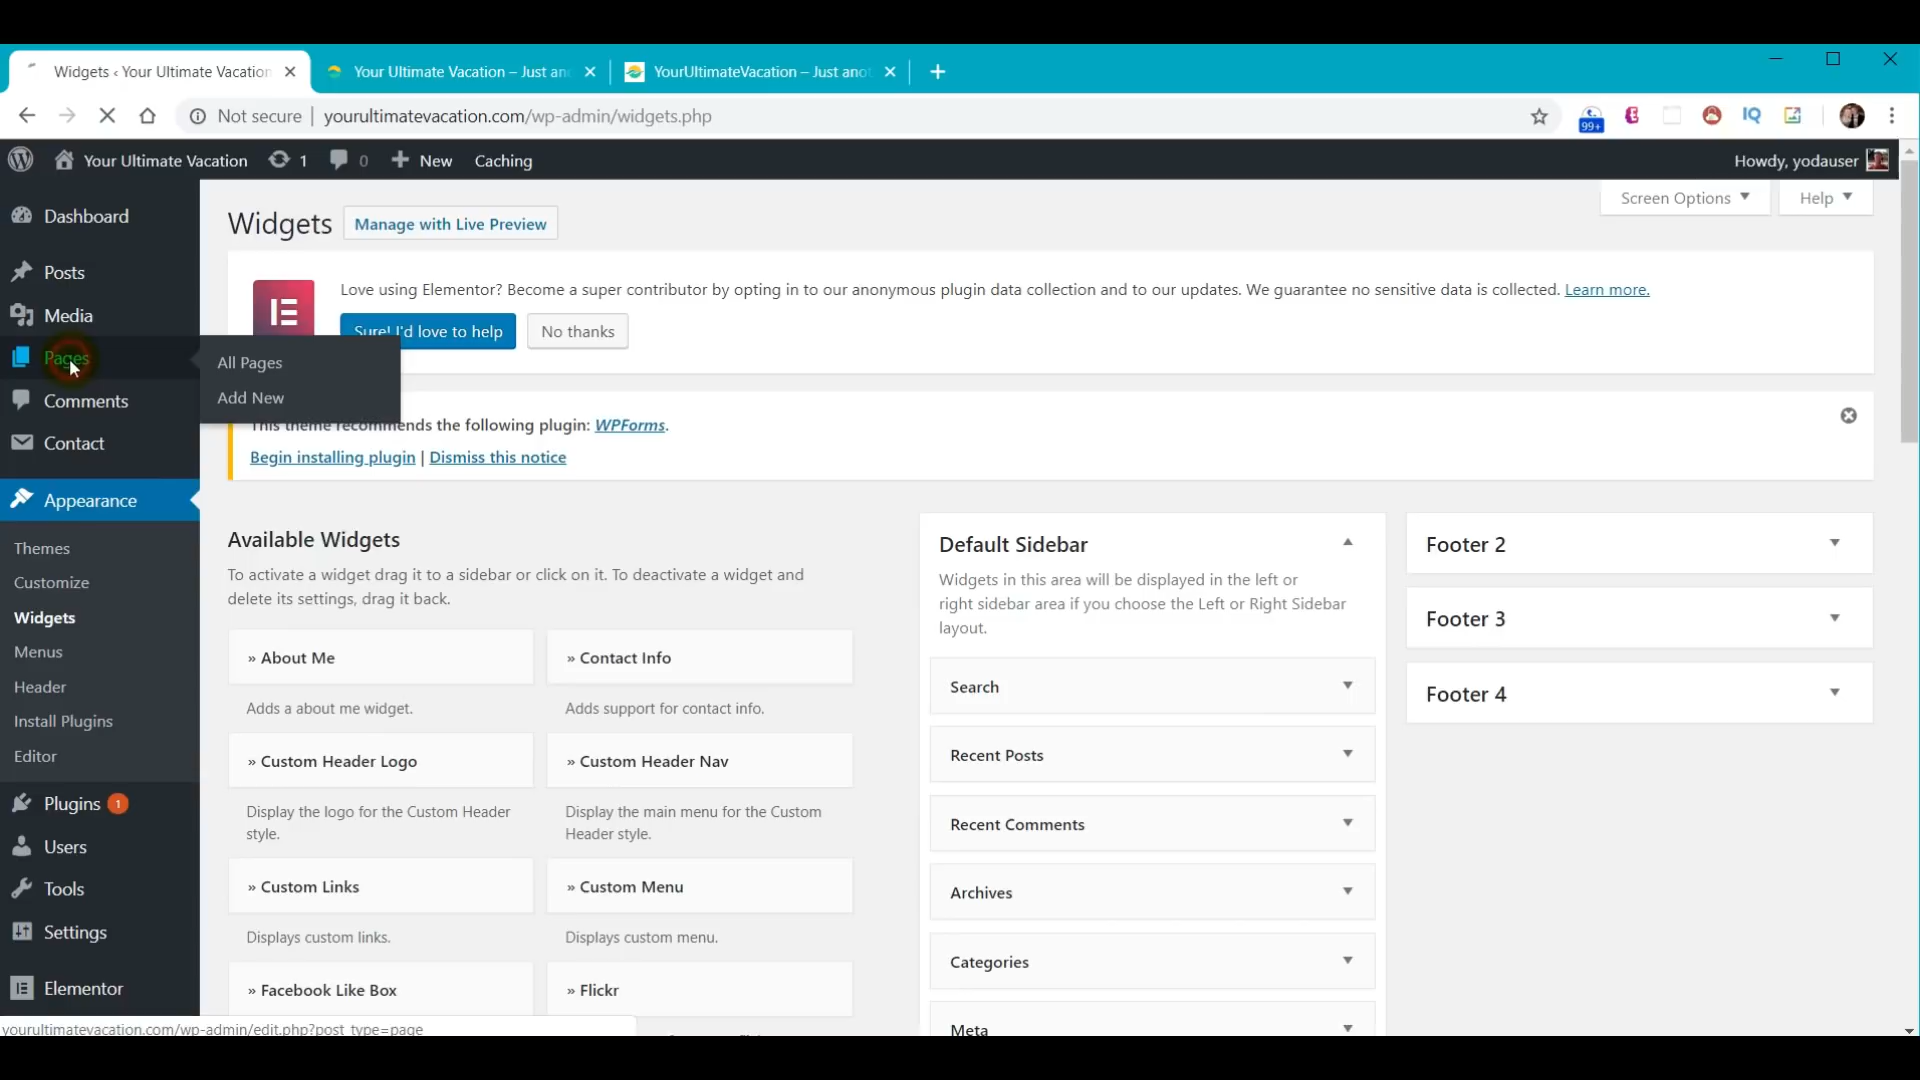 Widgets ‹ Your Ultimate Vacation
Your Ultimate Vacation – Just an
YourUltimateVacation – Just anot
Not secure | yourultimatevacation.com/wp-admin/widgets.php
99+
IQ
Your Ultimate Vacation
1
0
New
Caching
Howdy, yodauser
Dashboard
Posts
Media
Pages
All Pages
Add New
Comments
Contact
Appearance
Themes
Customize
Widgets
Menus
Header
Install Plugins
Editor
Plugins 1
Users
Tools
Settings
Elementor
yourultimatevacation.com/wp-admin/edit.php?post_type=page
Widgets
Manage with Live Preview
Screen Options
Help
Love using Elementor? Become a super contributor by opting in to our anonymous plugin data collection and to our updates. We guarantee no sensitive data is collected. Learn more.
Sure! I'd love to help
No thanks
This theme recommends the following plugin: WPForms.
Begin installing plugin | Dismiss this notice
Available Widgets
To activate a widget drag it to a sidebar or click on it. To deactivate a widget and
delete its settings, drag it back.
» About Me
» Contact Info
Adds a about me widget.
Adds support for contact info.
» Custom Header Logo
» Custom Header Nav
Display the logo for the Custom Header
style.
Display the main menu for the Custom
Header style.
» Custom Links
» Custom Menu
Displays custom links.
Displays custom menu.
» Facebook Like Box
» Flickr
Default Sidebar
Widgets in this area will be displayed in the left or
right sidebar area if you choose the Left or Right Sidebar
layout.
Search
Recent Posts
Recent Comments
Archives
Categories
Meta
Footer 2
Footer 3
Footer 4